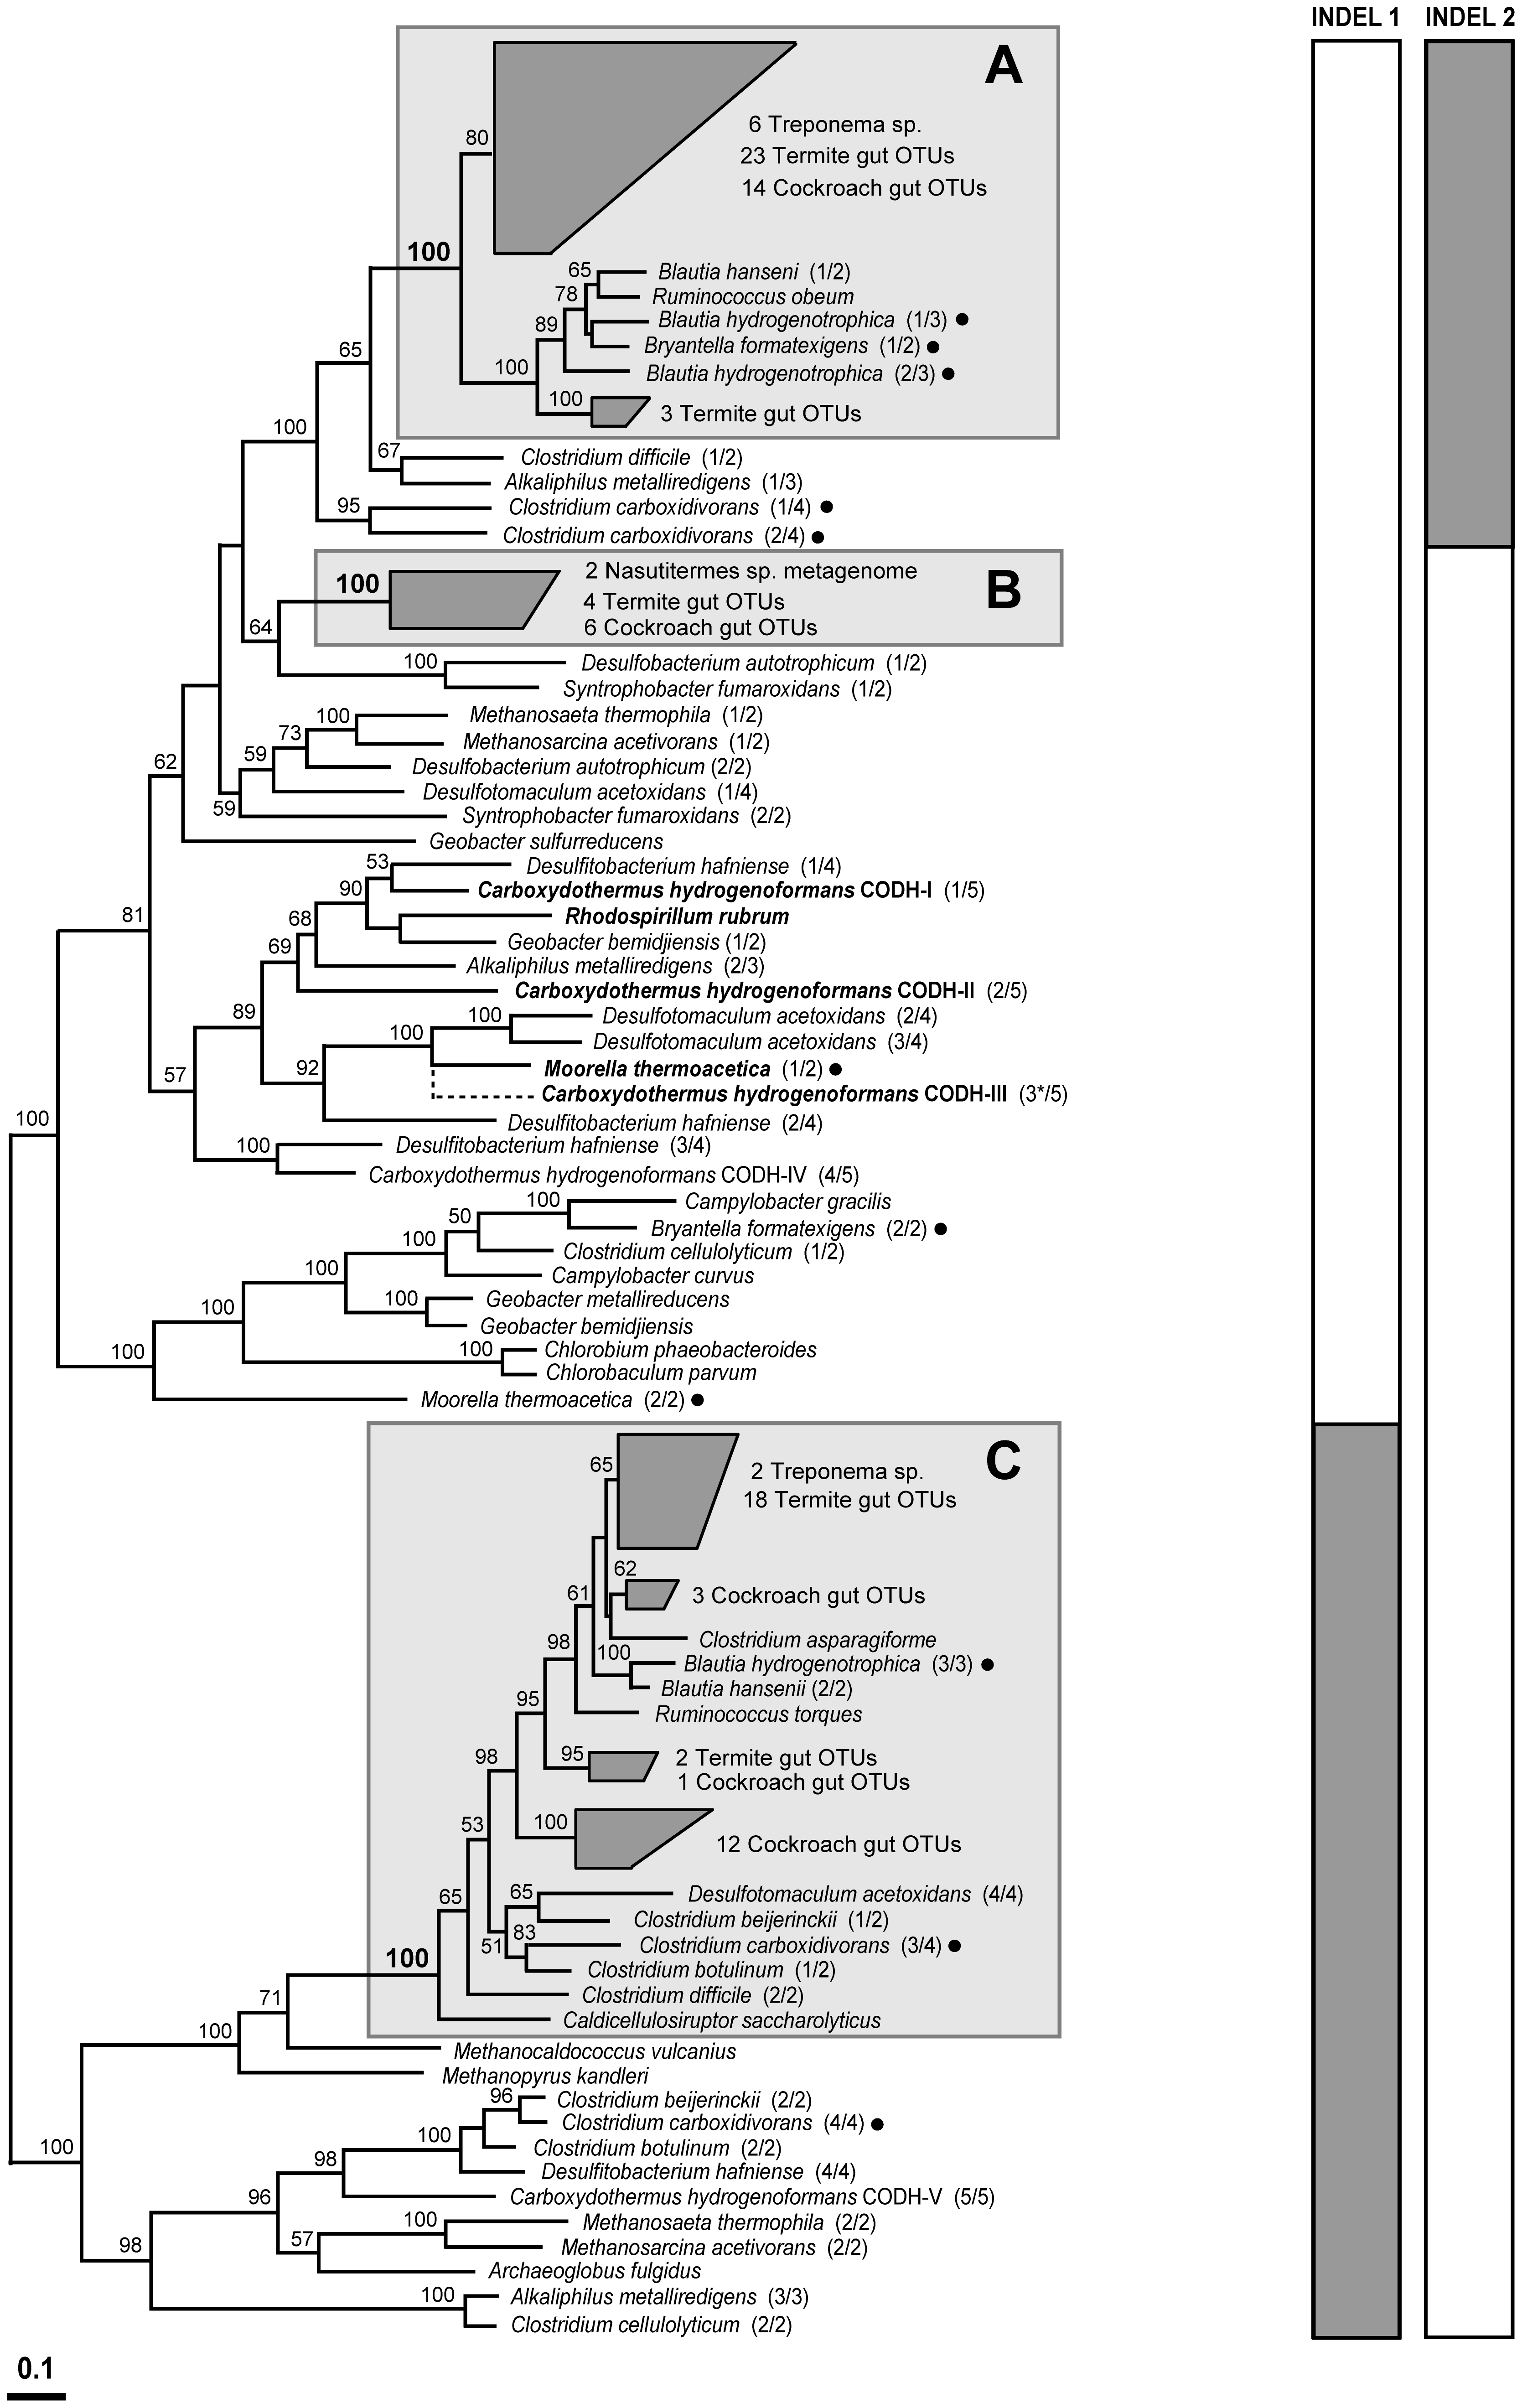 INDEL 1 INDEL 2
A
80
6 Treponema sp.
23 Termite gut OTUs
14 Cockroach gut OTUs
100
65 Blautia hanseni (1/2)
78 Ruminococcus obeum
Blautia hydrogenotrophica (1/3) ●
89 Bryantella formatexigens (1/2) ●
65
100 Blautia hydrogenotrophica (2/3) ●
100 3 Termite gut OTUs
100
67 Clostridium difficile (1/2)
Alkaliphilus metalliredigens (1/3)
95 Clostridium carboxidivorans (1/4) ●
Clostridium carboxidivorans (2/4) ●
B
100 2 Nasutitermes sp. metagenome
4 Termite gut OTUs
64 6 Cockroach gut OTUs
100 Desulfobacterium autotrophicum (1/2)
Syntrophobacter fumaroxidans (1/2)
100 Methanosaeta thermophila (1/2)
73 Methanosarcina acetivorans (1/2)
62 59 Desulfobacterium autotrophicum (2/2)
Desulfotomaculum acetoxidans (1/4)
59 Syntrophobacter fumaroxidans (2/2)
Geobacter sulfurreducens
53 Desulfitobacterium hafniense (1/4)
90 Carboxydothermus hydrogenoformans CODH-I (1/5)
81 68 Rhodospirillum rubrum
69 Geobacter bemidjiensis (1/2)
Alkaliphilus metalliredigens (2/3)
Carboxydothermus hydrogenoformans CODH-II (2/5)
89 100 Desulfotomaculum acetoxidans (2/4)
100 Desulfotomaculum acetoxidans (3/4)
57 92 Moorella thermoacetica (1/2) ●
Carboxydothermus hydrogenoformans CODH-III (3*/5)
100 Desulfitobacterium hafniense (2/4)
100 Desulfitobacterium hafniense (3/4)
Carboxydothermus hydrogenoformans CODH-IV (4/5)
100 Campylobacter gracilis
50 Bryantella formatexigens (2/2) ●
100 Clostridium cellulolyticum (1/2)
100 Campylobacter curvus
100 100 Geobacter metallireducens
Geobacter bemidjiensis
100 100 Chlorobium phaeobacteroides
Chlorobaculum parvum
Moorella thermoacetica (2/2) ●
C
65 2 Treponema sp.
18 Termite gut OTUs
62
61 3 Cockroach gut OTUs
98 Clostridium asparagiforme
100 Blautia hydrogenotrophica (3/3) ●
Blautia hansenii (2/2)
95 Ruminococcus torques
98 95 2 Termite gut OTUs
1 Cockroach gut OTUs
53 100 12 Cockroach gut OTUs
65 65 Desulfotomaculum acetoxidans (4/4)
Clostridium beijerinckii (1/2)
51 83 Clostridium carboxidivorans (3/4) ●
100 Clostridium botulinum (1/2)
71 Clostridium difficile (2/2)
Caldicellulosiruptor saccharolyticus
100 Methanocaldococcus vulcanius
Methanopyrus kandleri
96 Clostridium beijerinckii (2/2)
Clostridium carboxidivorans (4/4) ●
100 100 Clostridium botulinum (2/2)
98 Desulfitobacterium hafniense (4/4)
96 Carboxydothermus hydrogenoformans CODH-V (5/5)
100 Methanosaeta thermophila (2/2)
98 57 Methanosarcina acetivorans (2/2)
Archaeoglobus fulgidus
100 Alkaliphilus metalliredigens (3/3)
Clostridium cellulolyticum (2/2)
0.1